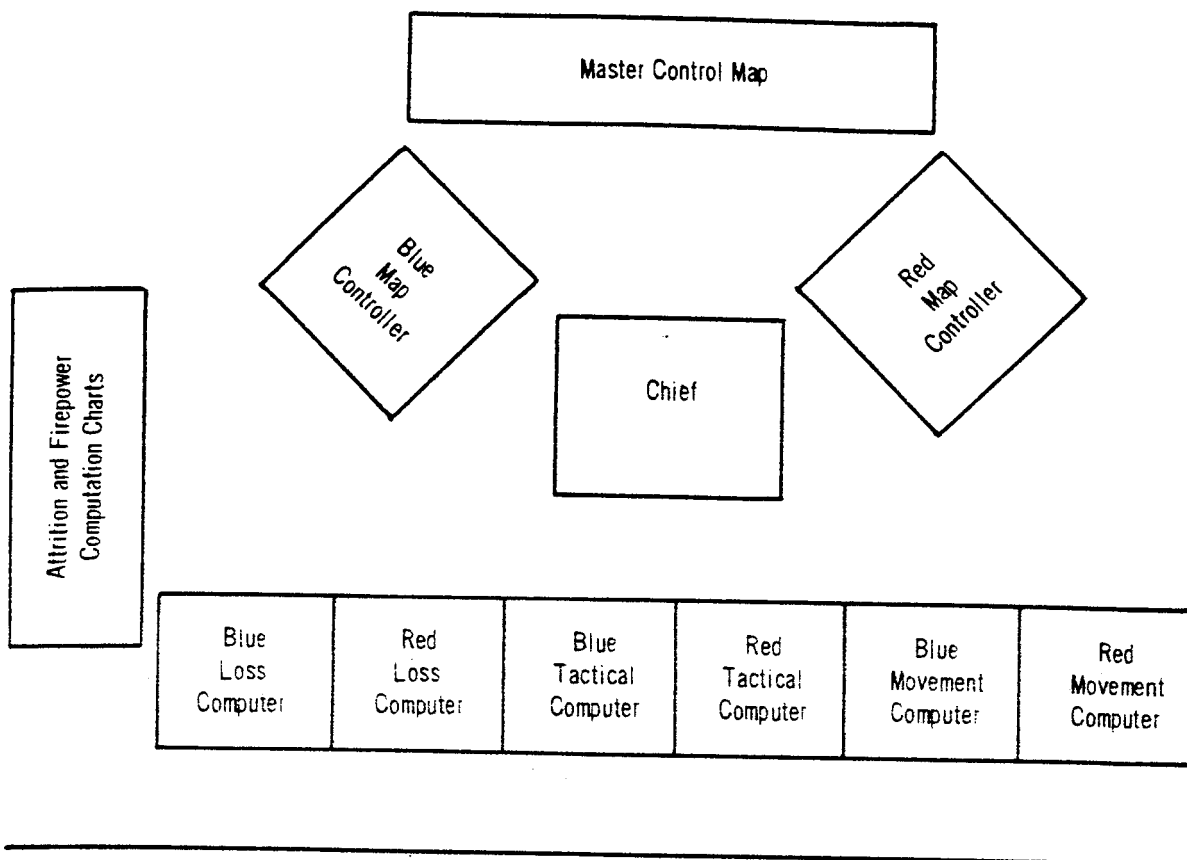 Master Control Map
Blue
Map
Controller
Red
Map
Controller
Chief
Attrition and Firepower
Computation Charts
Blue
Loss
Computer
Red
Loss
Computer
Blue
Tactical
Computer
Red
Tactical
Computer
Blue
Movement
Computer
Red
Movement
Computer